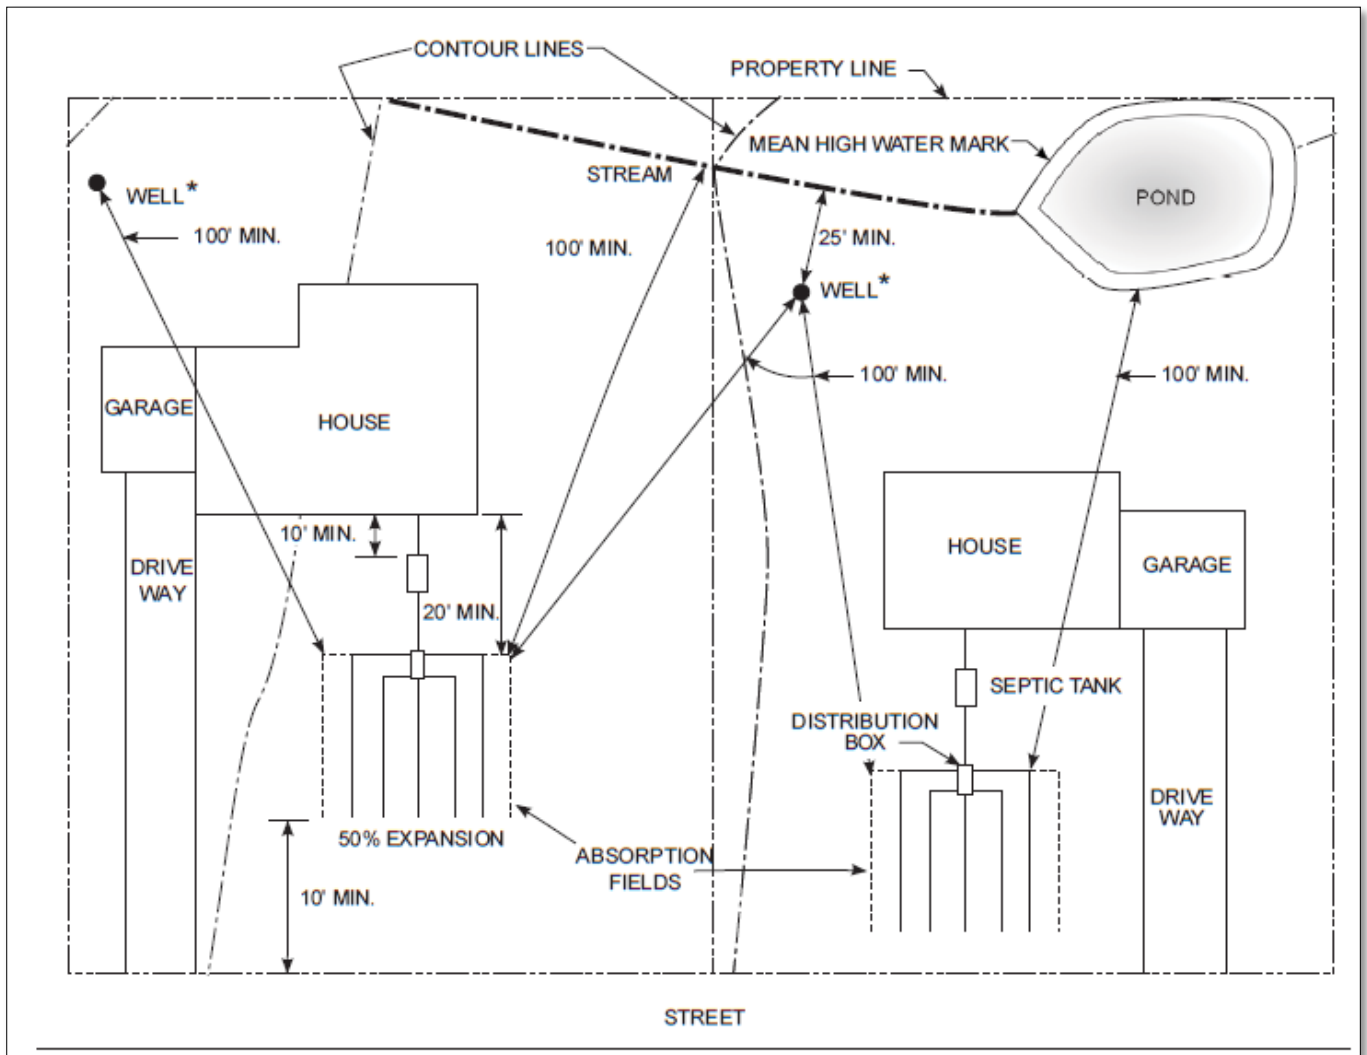 CONTOUR LINES
PROPERTY LINE
MEAN HIGH WATER MARK
STREAM
POND
WELL*
100' MIN.
100' MIN.
25' MIN.
WELL*
100' MIN.
100' MIN.
GARAGE
HOUSE
10' MIN.
DRIVE
WAY
20' MIN.
HOUSE
GARAGE
SEPTIC TANK
DISTRIBUTION
BOX
DRIVE
WAY
50% EXPANSION
ABSORPTION
FIELDS
10' MIN.
STREET